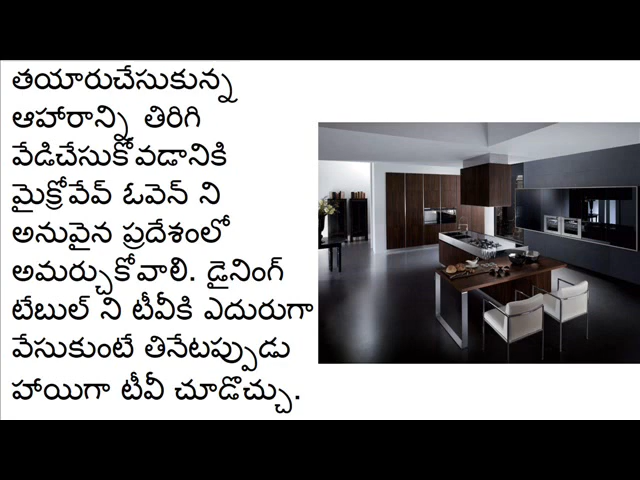 తయారుచేసుకున్న
ఆహారాన్ని తిరిగి
వేడిచేసుకోవడానికి
మైక్రోవేవ్ ఓవెన్ ని
అనువైన ప్రదేశంలో
అమర్చుకోవాలి. డైనింగ్
టేబుల్ ని టీవీకి ఎదురుగా
వేసుకుంటే తినేటప్పుడు
హాయిగా టీవీ చూడొచ్చు.